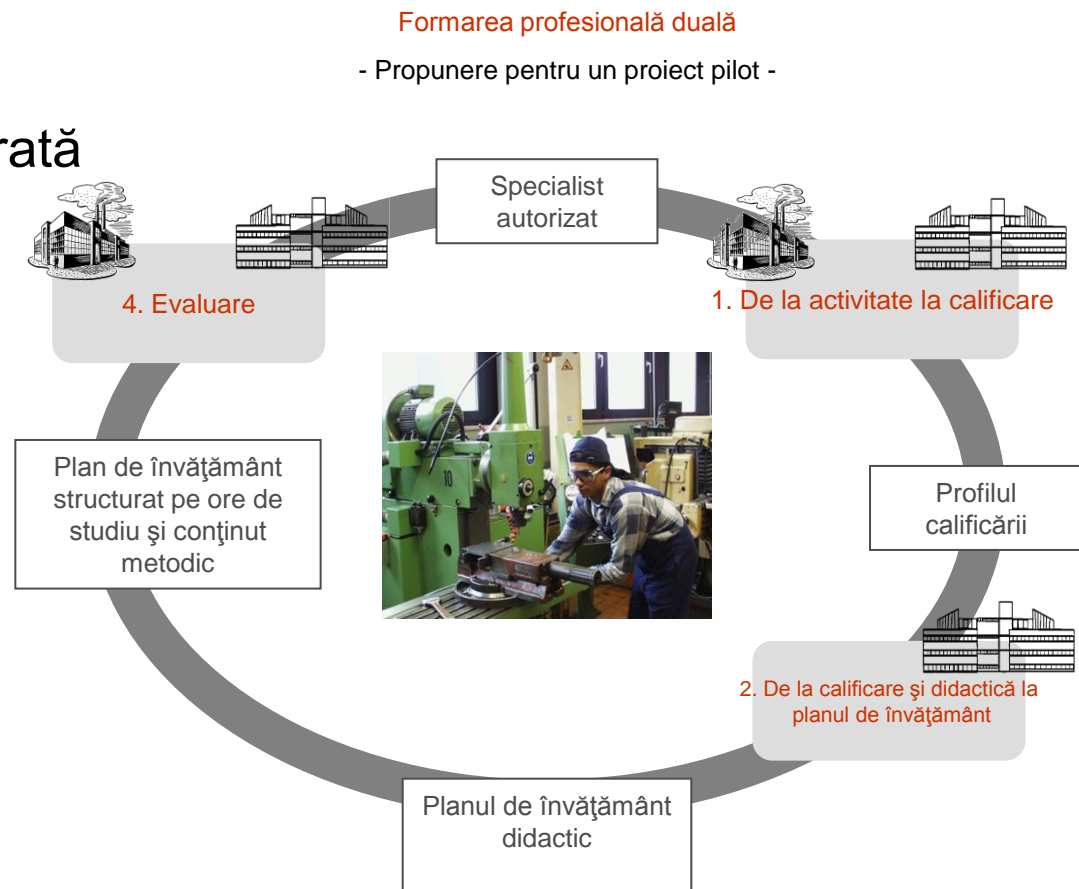 Formarea profesională duală
- Propunere pentru un proiect pilot -
rată
Specialist
autorizat
4. Evaluare
1. De la activitate la calificare
Plan de învăţământ
structurat pe ore de
studiu şi conţinut
metodic
10
Profilul
calificării
2. De la calificare şi didactică la
planul de învăţământ
Planul de învăţământ
didactic